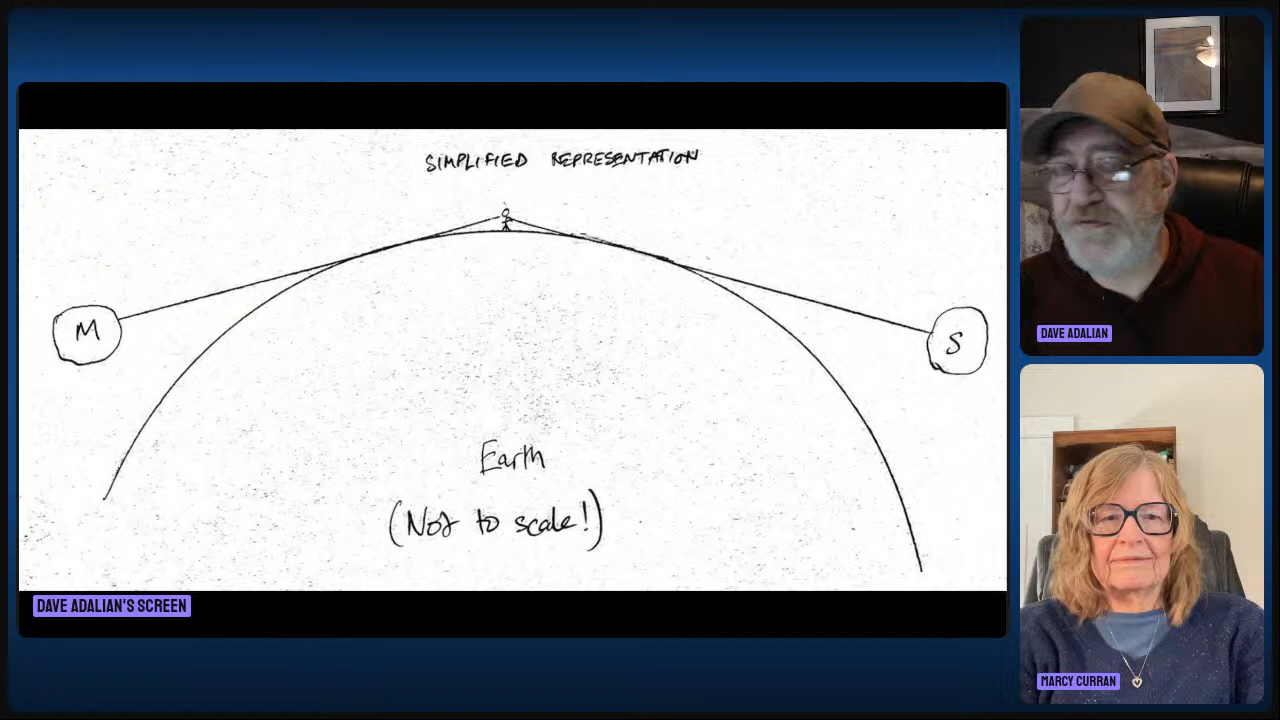 SIMPLIFIED REPRESENTATION
M
S
Earth
(Not to scale!)
DAVE ADALIAN'S SCREEN
DAVE ADALIAN
MARCY CURRAN